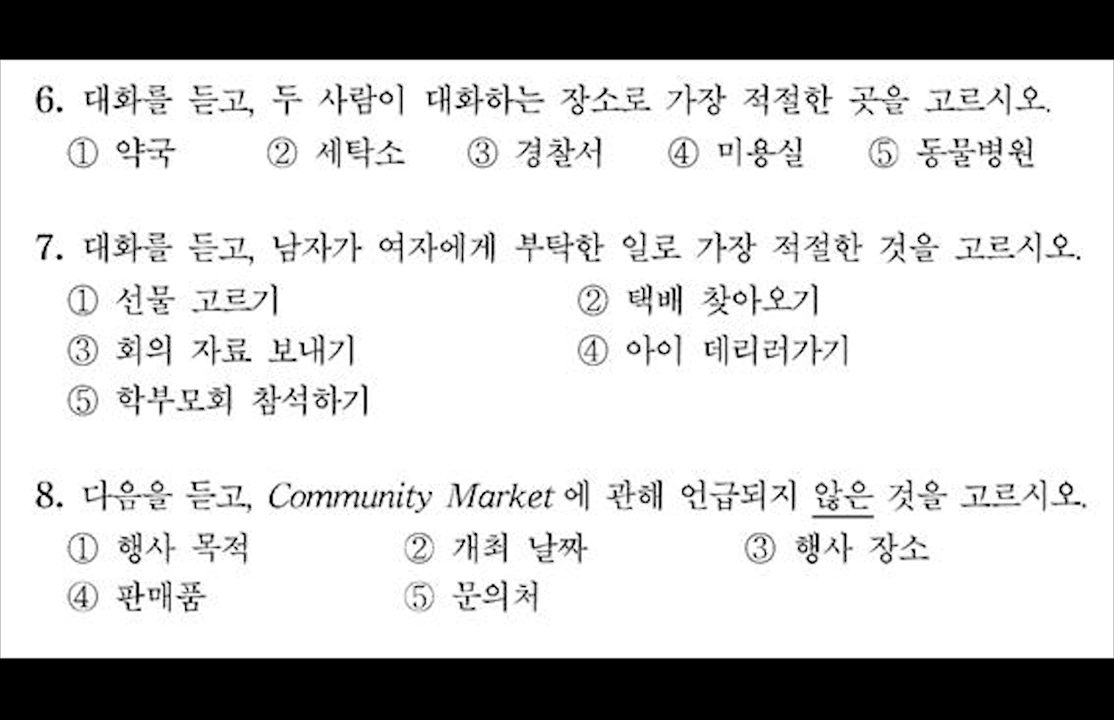 6. 대화를 듣고, 두 사람이 대화하는 장소로 가장 적절한 곳을 고르시오.
① 약국 ② 세탁소 ③ 경찰서 ④ 미용실 ⑤ 동물병원
7. 대화를 듣고, 남자가 여자에게 부탁한 일로 가장 적절한 것을 고르시오.
① 선물 고르기 ② 택배 찾아오기
③ 회의 자료 보내기 ④ 아이 데리러가기
⑤ 학부모회 참석하기
8. 다음을 듣고, Community Market에 관해 언급되지 않은 것을 고르시오.
① 행사 목적 ② 개최 날짜 ③ 행사 장소
④ 판매품 ⑤ 문의처